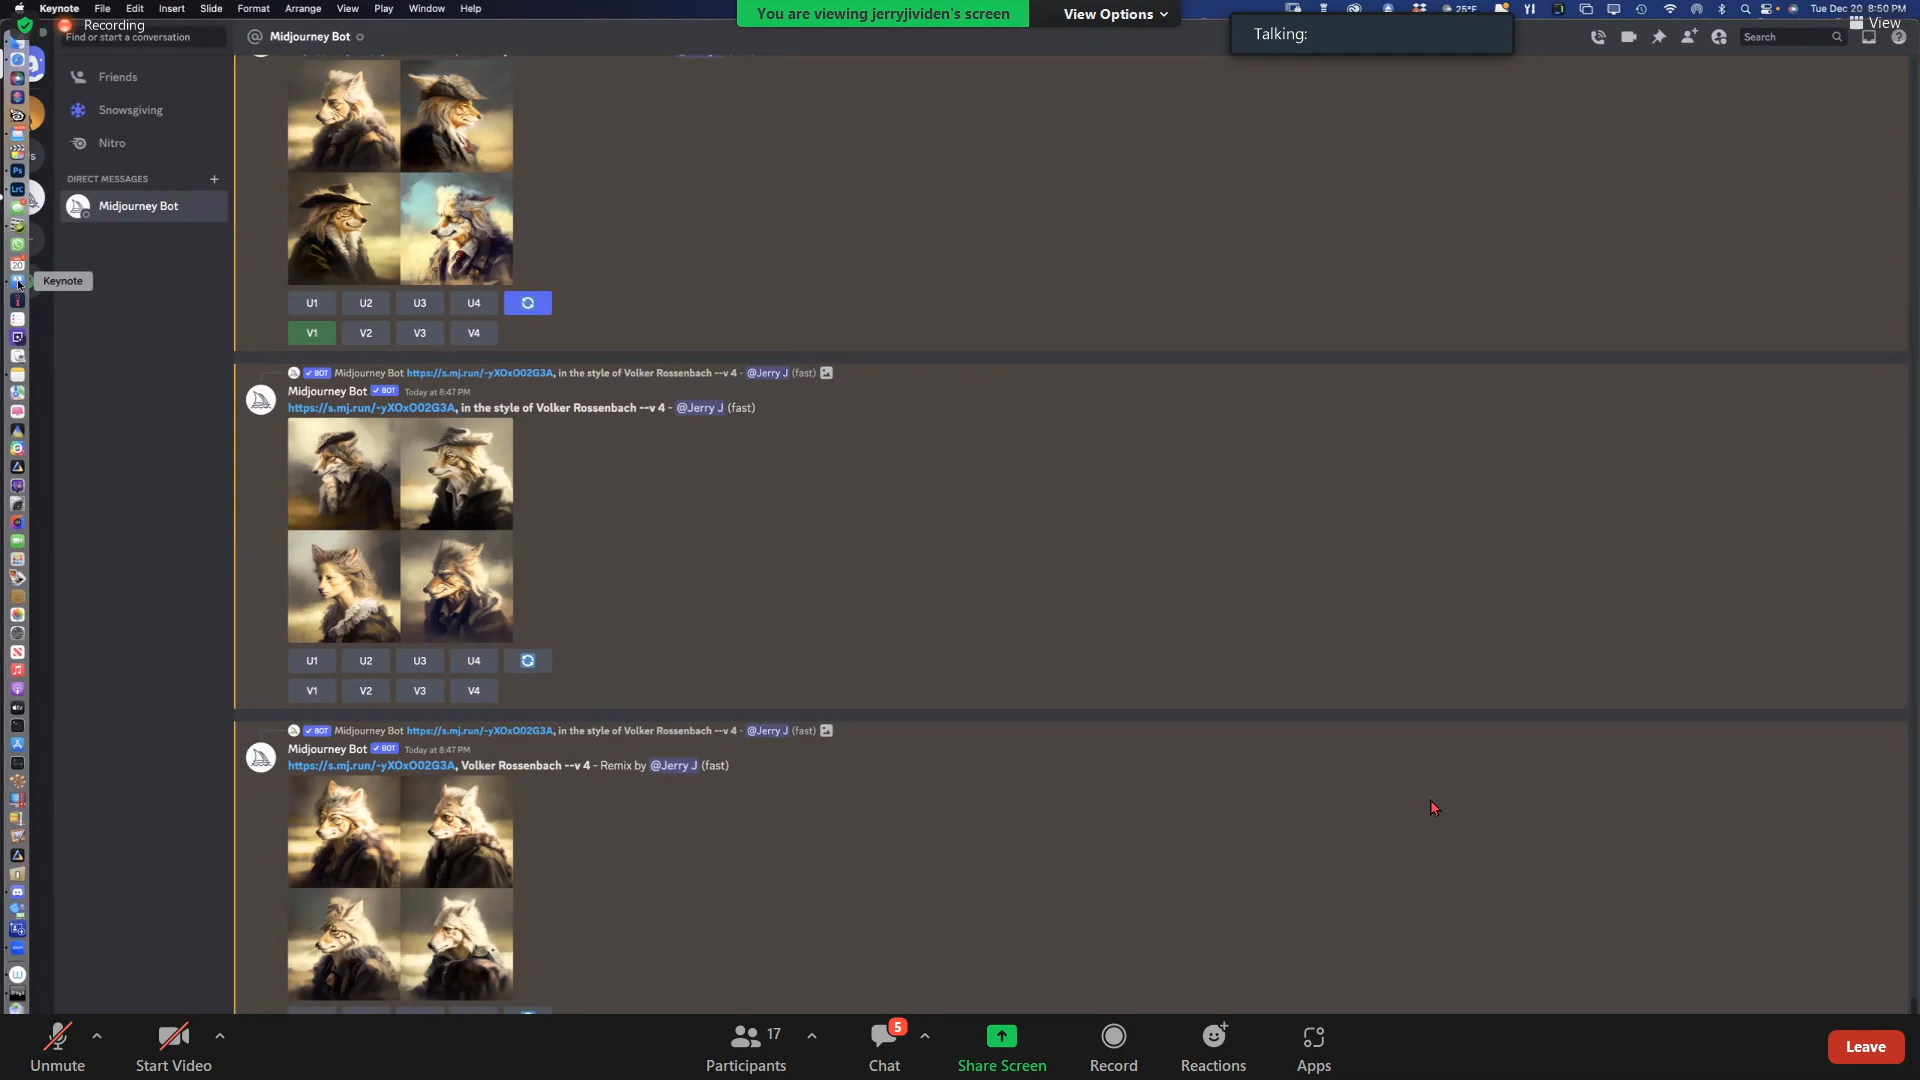 Keynote File Edit Insert Slide Format Arrange View Play Window Help
You are viewing jerryjividen's screen
View Options
25°F
Tue Dec 20 8:50 PM
Recording
View
Talking:
Find or start a conversation
Midjourney Bot
Search
Friends
Snowsgiving
Nitro
DIRECT MESSAGES
Midjourney Bot
Keynote
U1 U2 U3 U4
V1 V2 V3 V4
BOT Midjourney Bot https://s.mj.run/-yXOxO02G3A, in the style of Volker Rossenbach --v 4 - @Jerry J (fast)
Midjourney Bot BOT Today at 8:47 PM
https://s.mj.run/-yXOxO02G3A, in the style of Volker Rossenbach --v 4 - @Jerry J (fast)
U1 U2 U3 U4
V1 V2 V3 V4
BOT Midjourney Bot https://s.mj.run/-yXOxO02G3A, in the style of Volker Rossenbach --v 4 - @Jerry J (fast)
Midjourney Bot BOT Today at 8:47 PM
https://s.mj.run/-yXOxO02G3A, Volker Rossenbach --v 4 - Remix by @Jerry J (fast)
Ps
LrC
20
Unmute
Start Video
17
Participants
5
Chat
Share Screen
Record
Reactions
Apps
Leave